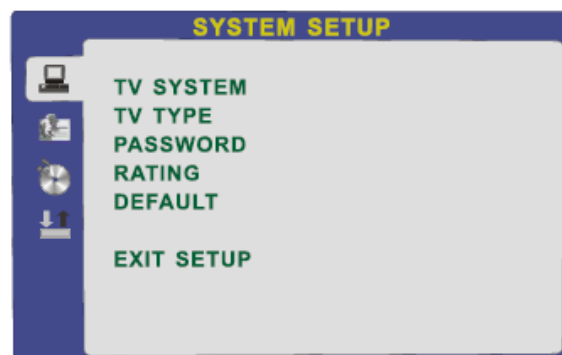 SYSTEM SETUP
TV SYSTEM
TV TYPE
PASSWORD
RATING
DEFAULT
EXIT SETUP